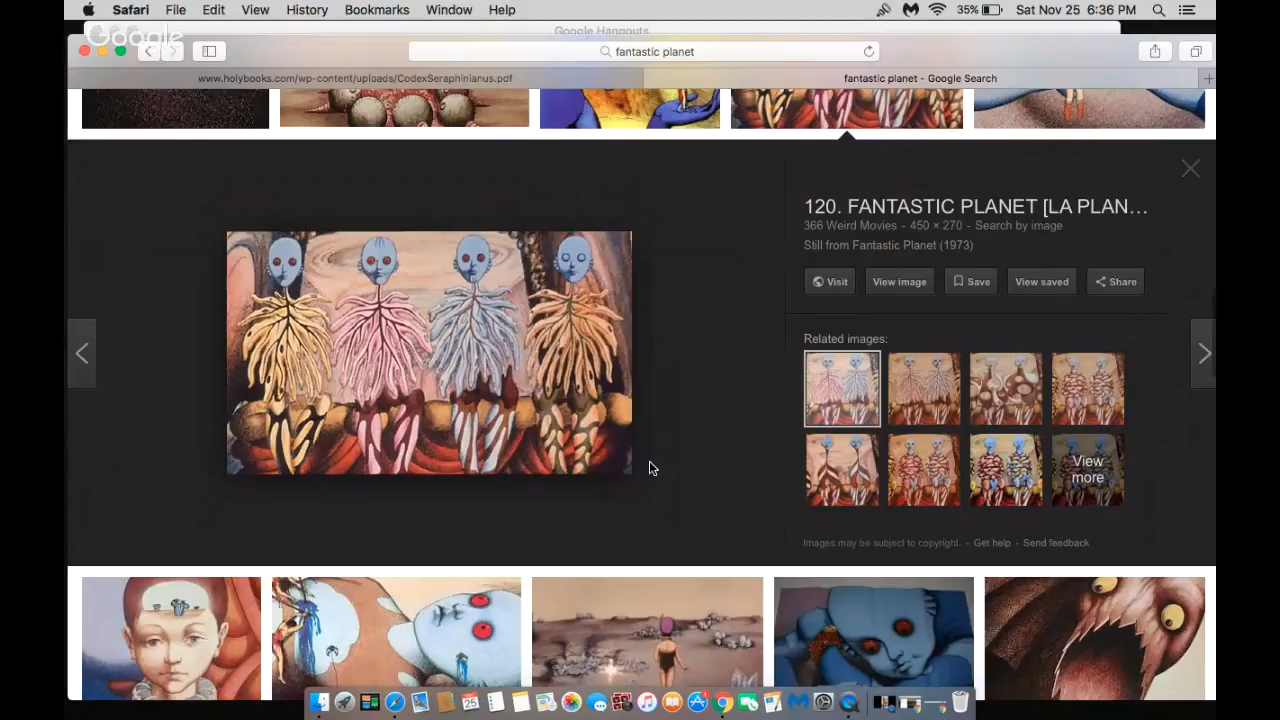 Safari File Edit View History Bookmarks Window Help 35% Sat Nov 25 6:36 PM
Google Hangouts
Google
fantastic planet
www.holybooks.com/wp-content/uploads/CodexSeraphinianus.pdf fantastic planet - Google Search
120. FANTASTIC PLANET [LA PLAN...
366 Weird Movies - 450 × 270 - Search by image
Still from Fantastic Planet (1973)
Visit View image Save View saved Share
Related images:
View more
Images may be subject to copyright. - Get help - Send feedback
25